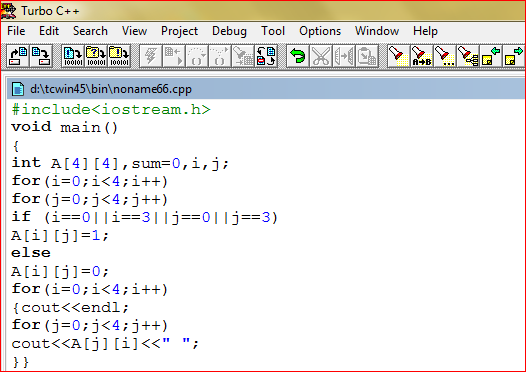 Turbo C++
File Edit Search View Project Debug Tool Options Window Help
A→B ...
d:\tcwin45\bin\noname66.cpp
#include<iostream.h>
void main()
{
int A[4][4],sum=0,i,j;
for(i=0;i<4;i++)
for(j=0;j<4;j++)
if (i==0||i==3||j==0||j==3)
A[i][j]=1;
else
A[i][j]=0;
for(i=0;i<4;i++)
{cout<<endl;
for(j=0;j<4;j++)
cout<<A[j][i]<<" ";
}}